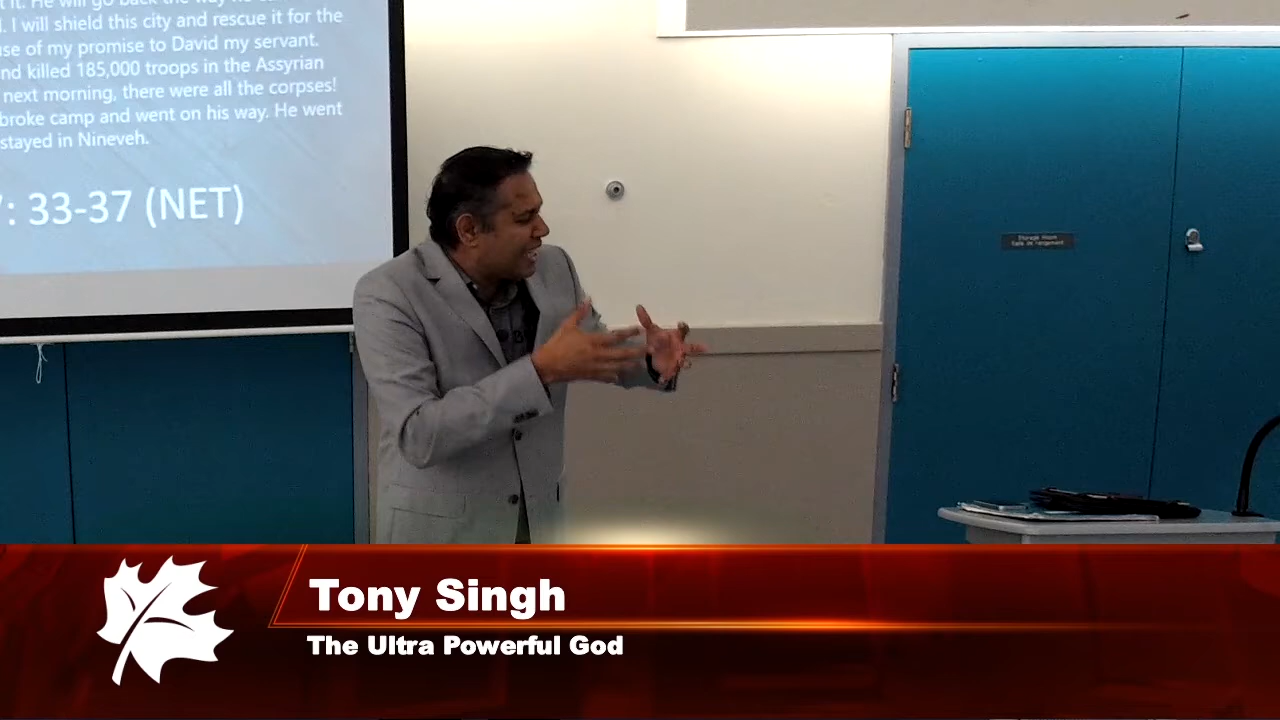 t it. He will go back the way he
. I will shield this city and rescue it for the
use of my promise to David my servant.
nd killed 185,000 troops in the Assyrian
next morning, there were all the corpses!
broke camp and went on his way. He went
stayed in Nineveh.
: 33-37 (NET)
Storage Room
Tony Singh
The Ultra Powerful God